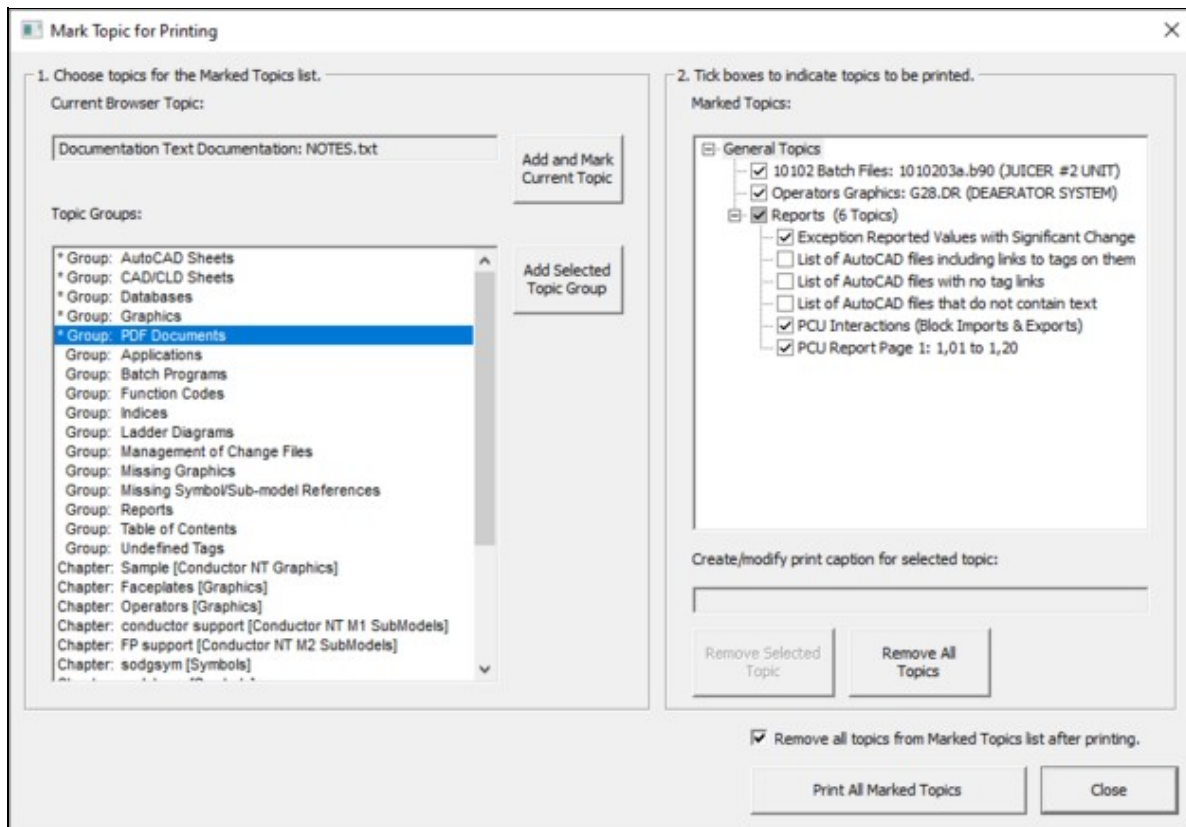 Mark Topic for Printing
1. Choose topics for the Marked Topics list.
Current Browser Topic:
Documentation Text Documentation: NOTES.txt
Add and Mark
Current Topic
Topic Groups:
* Group: AutoCAD Sheets
* Group: CAD/CLD Sheets
* Group: Databases
* Group: Graphics
* Group: PDF Documents
Group: Applications
Group: Batch Programs
Group: Function Codes
Group: Indices
Group: Ladder Diagrams
Group: Management of Change Files
Group: Missing Graphics
Group: Missing Symbol/Sub-model References
Group: Reports
Group: Table of Contents
Group: Undefined Tags
Chapter: Sample [Conductor NT Graphics]
Chapter: Faceplates [Graphics]
Chapter: Operators [Graphics]
Chapter: conductor support [Conductor NT M1 SubModels]
Chapter: FP support [Conductor NT M2 SubModels]
Chapter: sodgsym [Symbols]
Add Selected
Topic Group
2. Tick boxes to indicate topics to be printed.
Marked Topics:
General Topics
10102 Batch Files: 1010203a.b90 (JUICER #2 UNIT)
Operators Graphics: G28.DR (DEAERATOR SYSTEM)
Reports (6 Topics)
Exception Reported Values with Significant Change
List of AutoCAD files including links to tags on them
List of AutoCAD files with no tag links
List of AutoCAD files that do not contain text
PCU Interactions (Block Imports & Exports)
PCU Report Page 1: 1,01 to 1,20
Create/modify print caption for selected topic:
Remove Selected
Topic
Remove All
Topics
Remove all topics from Marked Topics list after printing.
Print All Marked Topics
Close